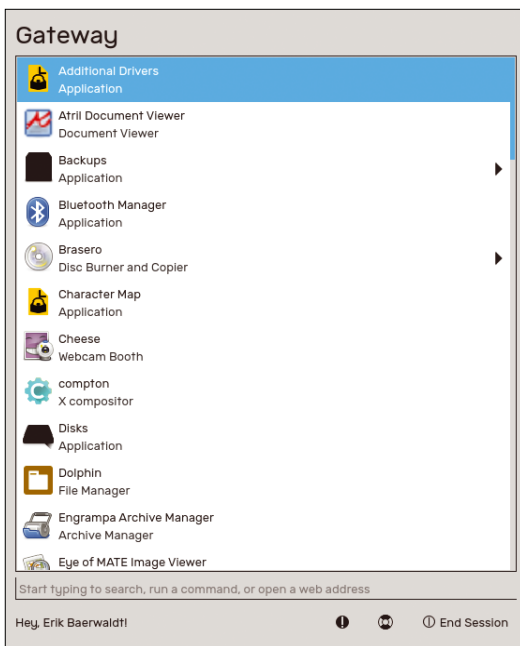 Gateway
Additional Drivers
Application
Atril Document Viewer
Document Viewer
Backups
Application
Bluetooth Manager
Application
Brasero
Disc Burner and Copier
Character Map
Application
Cheese
Webcam Booth
compton
X compositor
Disks
Application
Dolphin
File Manager
Engrampa Archive Manager
Archive Manager
Eye of MATE Image Viewer
Start typing to search, run a command, or open a web address
Hey, Erik Baerwaldt! End Session